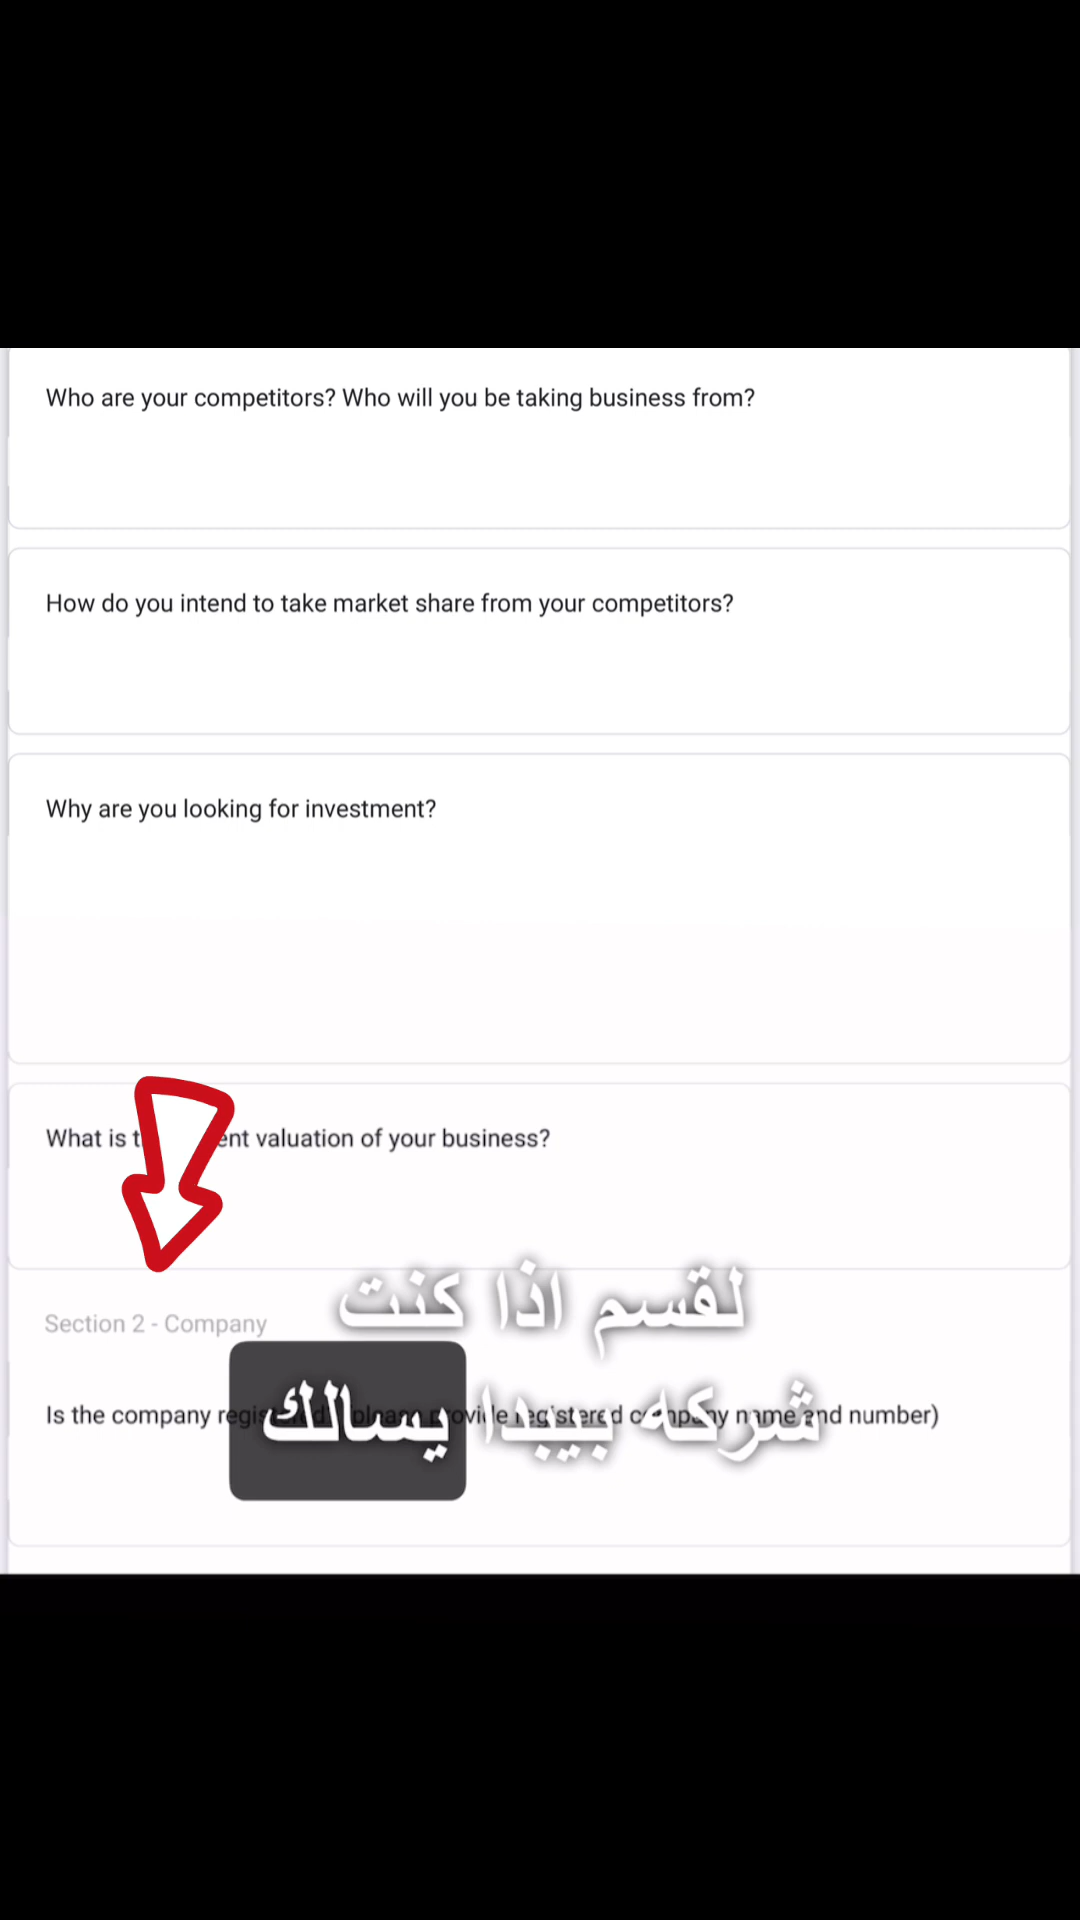 Who are your competitors? Who will you be taking business from?
How do you intend to take market share from your competitors?
Why are you looking for investment?
What is ent valuation of your business?
Section 2 - Company
لقسم اذا كنت
شركه بيبدا يسالك
Is the company registered company name and number)